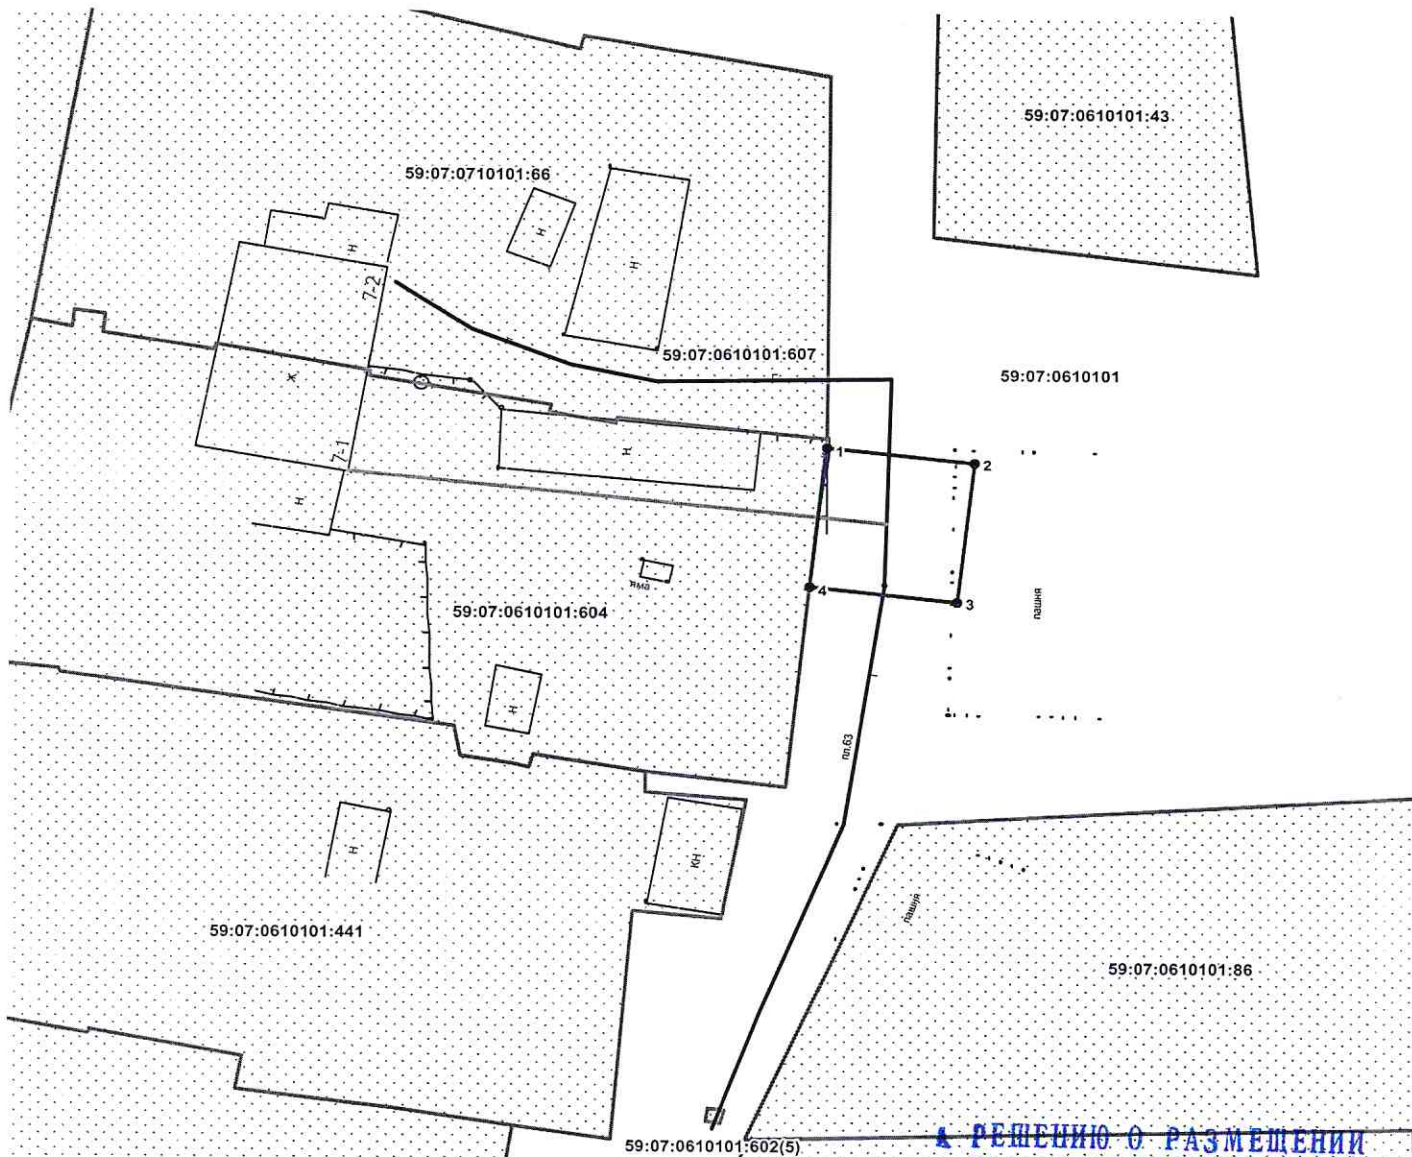 59:07:0610101:43
59:07:0710101:66
Н
Н
Н
7-2
59:07:0610101:607
59:07:0610101
Ж
7-1
Н
Н
1
2
яма
4
3
пашня
59:07:0610101:604
Н
пл.63
Н
КН
пашня
59:07:0610101:441
59:07:0610101:86
59:07:0610101:602(5)
К РЕШЕНИЮ О РАЗМЕЩЕНИИ